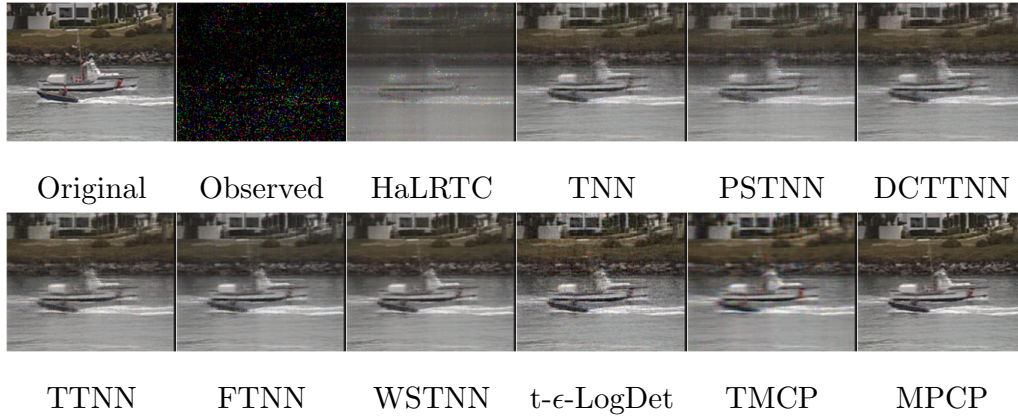 Original Observed HaLRTC TNN PSTNN DCTTNN
TTNN FTNN WSTNN t-ϵ-LogDet TMCP MPCP